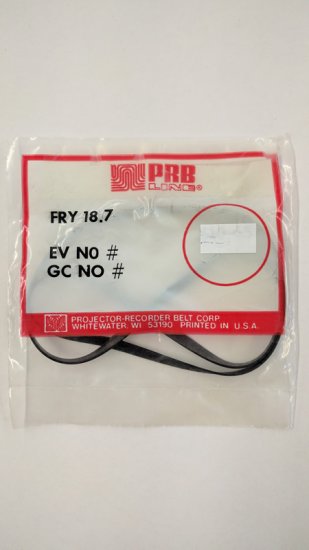 PRB
LINE®
FRY 18.7
EV NO #
GC NO #
PROJECTOR-RECORDER BELT CORP
WHITEWATER, WI 53190 PRINTED IN U.S.A.